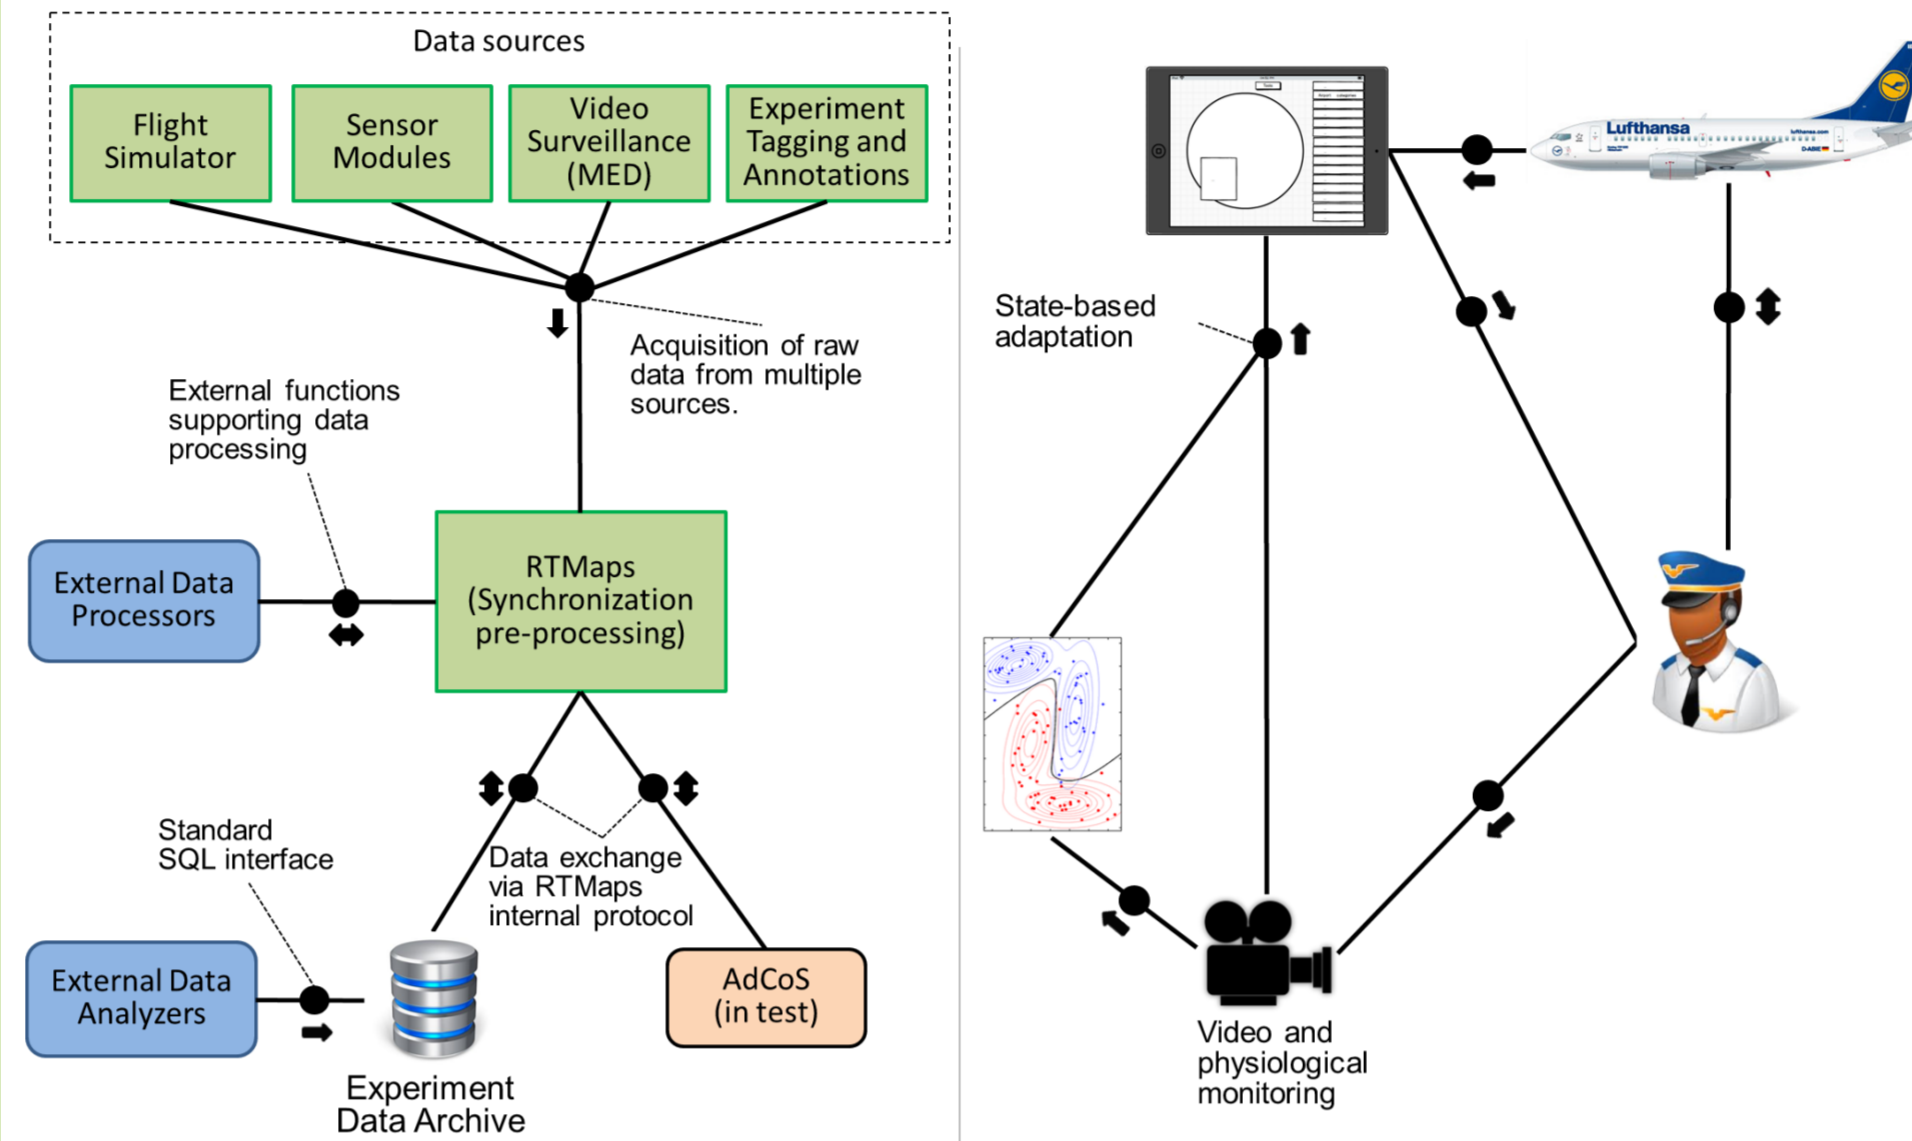 Data sources
Flight
Simulator
Sensor
Modules
Video
Surveillance
(MED)
Experiment
Tagging and
Annotations
Acquisition of raw
data from multiple
sources.
External functions
supporting data
processing
External Data
Processors
RTMaps
(Synchronization
pre-processing)
Standard
SQL interface
Data exchange
via RTMaps
internal protocol
External Data
Analyzers
AdCoS
(in test)
Experiment
Data Archive
Lufthansa
lufthansa.com
D-ABIE
State-based
adaptation
Video and
physiological
monitoring